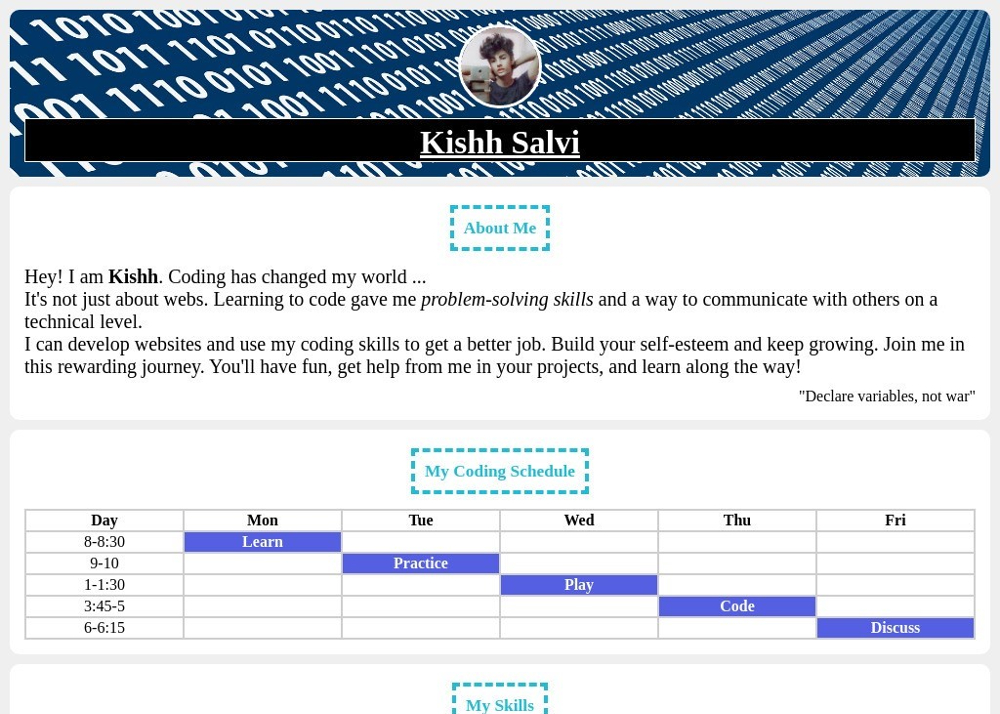 Kishh Salvi
About Me
Hey! I am Kishh. Coding has changed my world ...
It's not just about webs. Learning to code gave me problem-solving skills and a way to communicate with others on a
technical level.
I can develop websites and use my coding skills to get a better job. Build your self-esteem and keep growing. Join me in
this rewarding journey. You'll have fun, get help from me in your projects, and learn along the way!
"Declare variables, not war"
My Coding Schedule
Day Mon Tue Wed Thu Fri
8-8:30 Learn
9-10 Practice
1-1:30 Play
3:45-5 Code
6-6:15 Discuss
My Skills